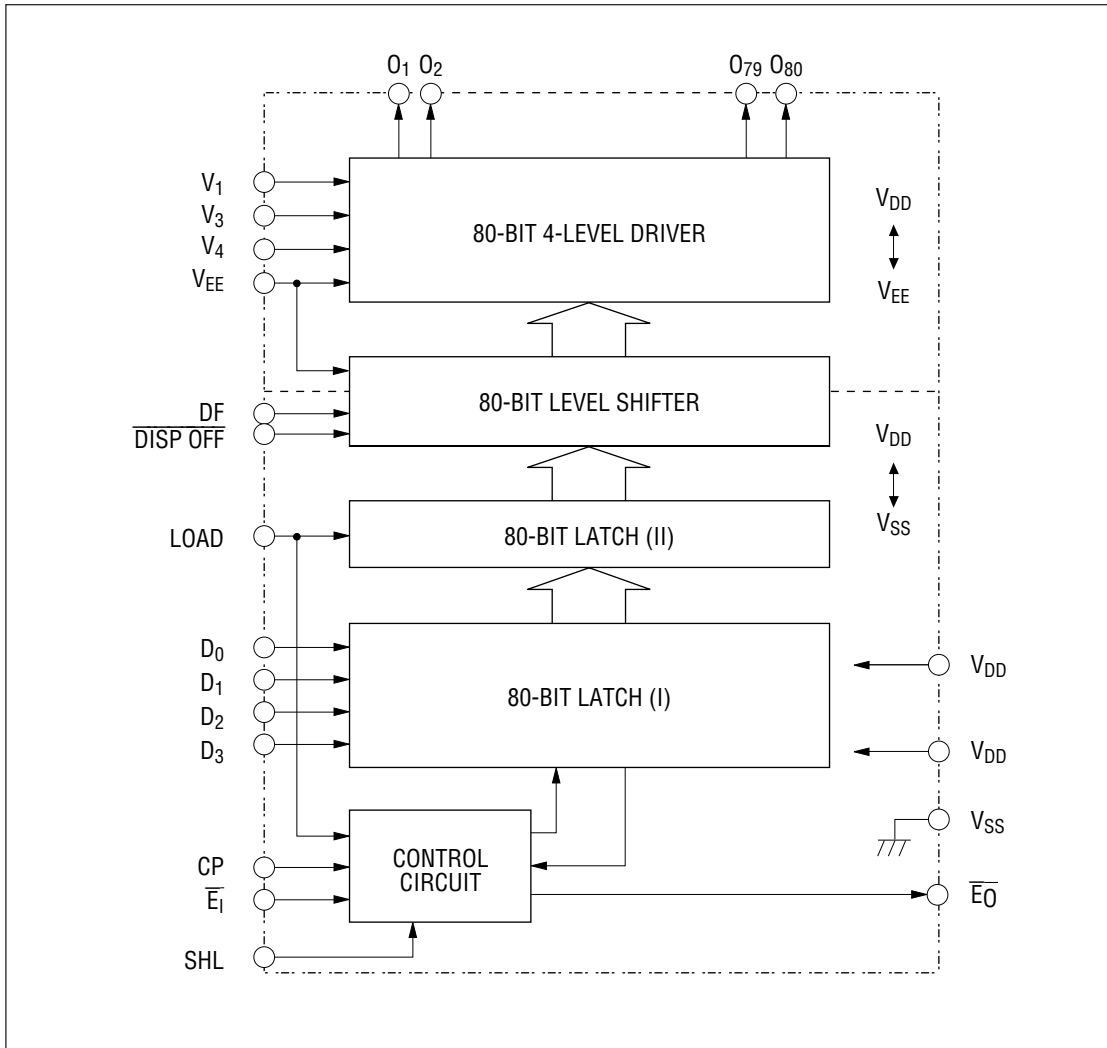 O1 O2 O79 O80
V1
V3
V4
VEE
80-BIT 4-LEVEL DRIVER
VDD
VEE
DF
DISP OFF
80-BIT LEVEL SHIFTER
VDD
VSS
LOAD
80-BIT LATCH (II)
D0
D1
D2
D3
80-BIT LATCH (I)
VDD
VDD
VSS
CP
EI
SHL
CONTROL
CIRCUIT
EO